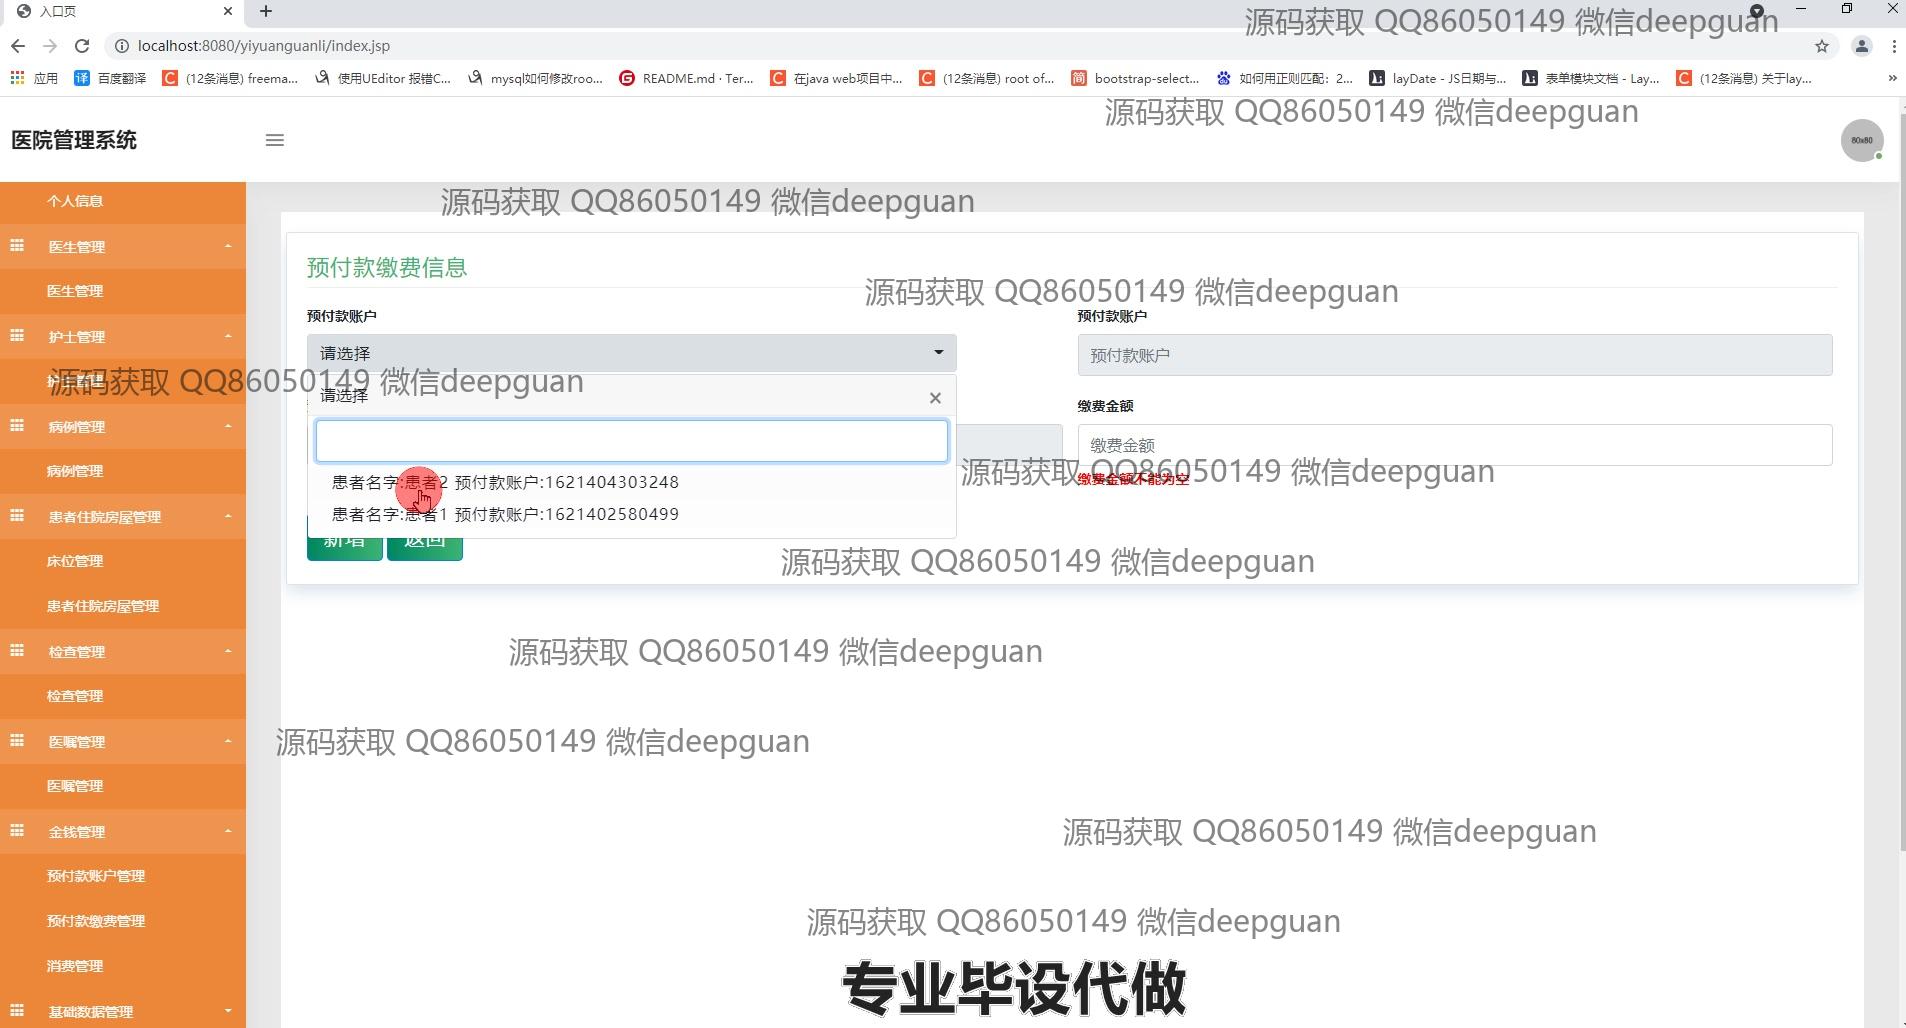 入口页
localhost:8080/yiyuanguanli/index.jsp
应用
百度翻译
(12条消息) freema...
使用UEditor 报错C...
mysql如何修改roo...
README.md · Ter...
在java web项目中...
(12条消息) root of...
bootstrap-select...
如何用正则匹配：2...
layDate - JS日期与...
表单模块文档 - Lay...
(12条消息) 关于lay...
源码获取 QQ86050149 微信deepguan
源码获取 QQ86050149 微信deepguan
医院管理系统
80x80
个人信息
源码获取 QQ86050149 微信deepguan
医生管理
医生管理
护士管理
源码获取 QQ86050149 微信deepguan
病例管理
病例管理
患者住院房屋管理
床位管理
患者住院房屋管理
检查管理
检查管理
医嘱管理
医嘱管理
金钱管理
预付款账户管理
预付款缴费管理
消费管理
基础数据管理
预付款缴费信息
源码获取 QQ86050149 微信deepguan
预付款账户
请选择
请选择
患者名字:患者2 预付款账户:1621404303248
患者名字:患者1 预付款账户:1621402580499
新增
返回
预付款账户
预付款账户
缴费金额
缴费金额
源码获取 QQ86050149 微信deepguan
缴费金额不能为空
源码获取 QQ86050149 微信deepguan
源码获取 QQ86050149 微信deepguan
源码获取 QQ86050149 微信deepguan
源码获取 QQ86050149 微信deepguan
源码获取 QQ86050149 微信deepguan
专业毕设代做